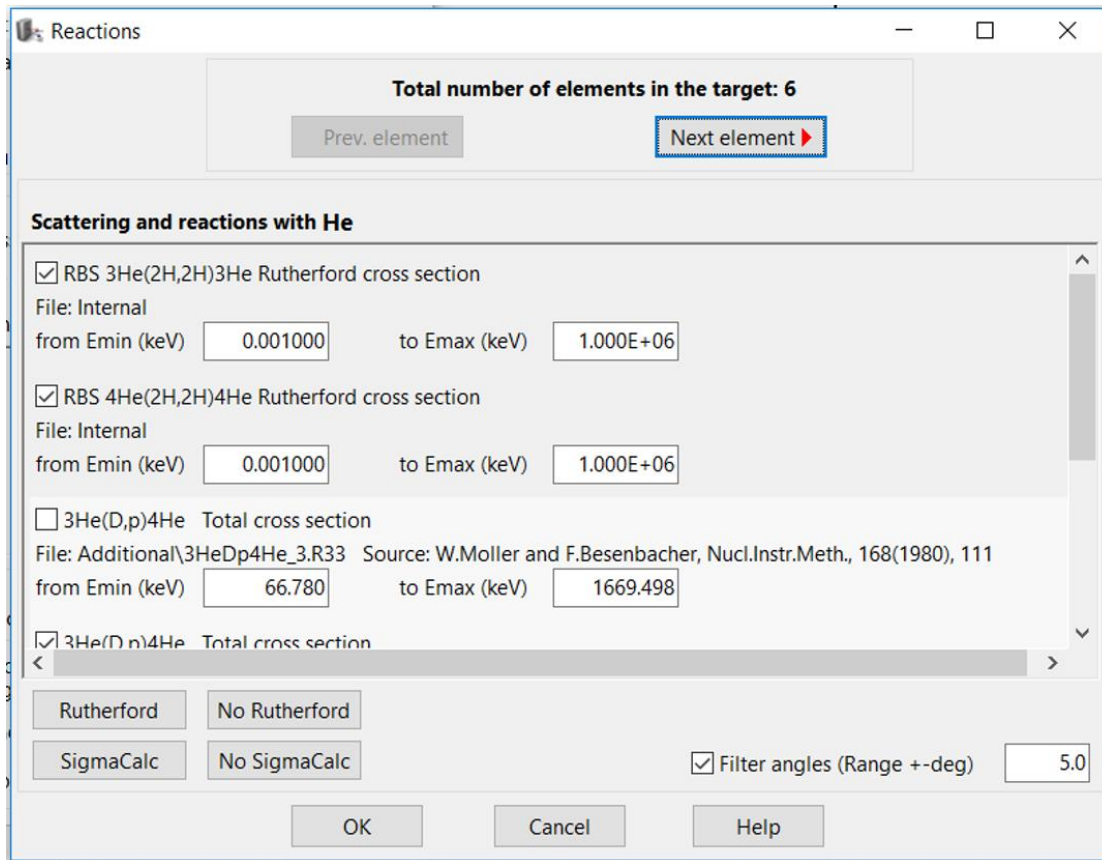 Reactions
Total number of elements in the target: 6
Prev. element Next element
Scattering and reactions with He
RBS 3He(2H,2H)3He Rutherford cross section
File: Internal
from Emin (keV) 0.001000 to Emax (keV) 1.000E+06
RBS 4He(2H,2H)4He Rutherford cross section
File: Internal
from Emin (keV) 0.001000 to Emax (keV) 1.000E+06
3He(D,p)4He Total cross section
File: Additional\3HeDp4He_3.R33 Source: W.Moller and F.Besenbacher, Nucl.Instr.Meth., 168(1980), 111
from Emin (keV) 66.780 to Emax (keV) 1669.498
3He(D,p)4He Total cross section
Rutherford No Rutherford
SigmaCalc No SigmaCalc Filter angles (Range +-deg) 5.0
OK Cancel Help